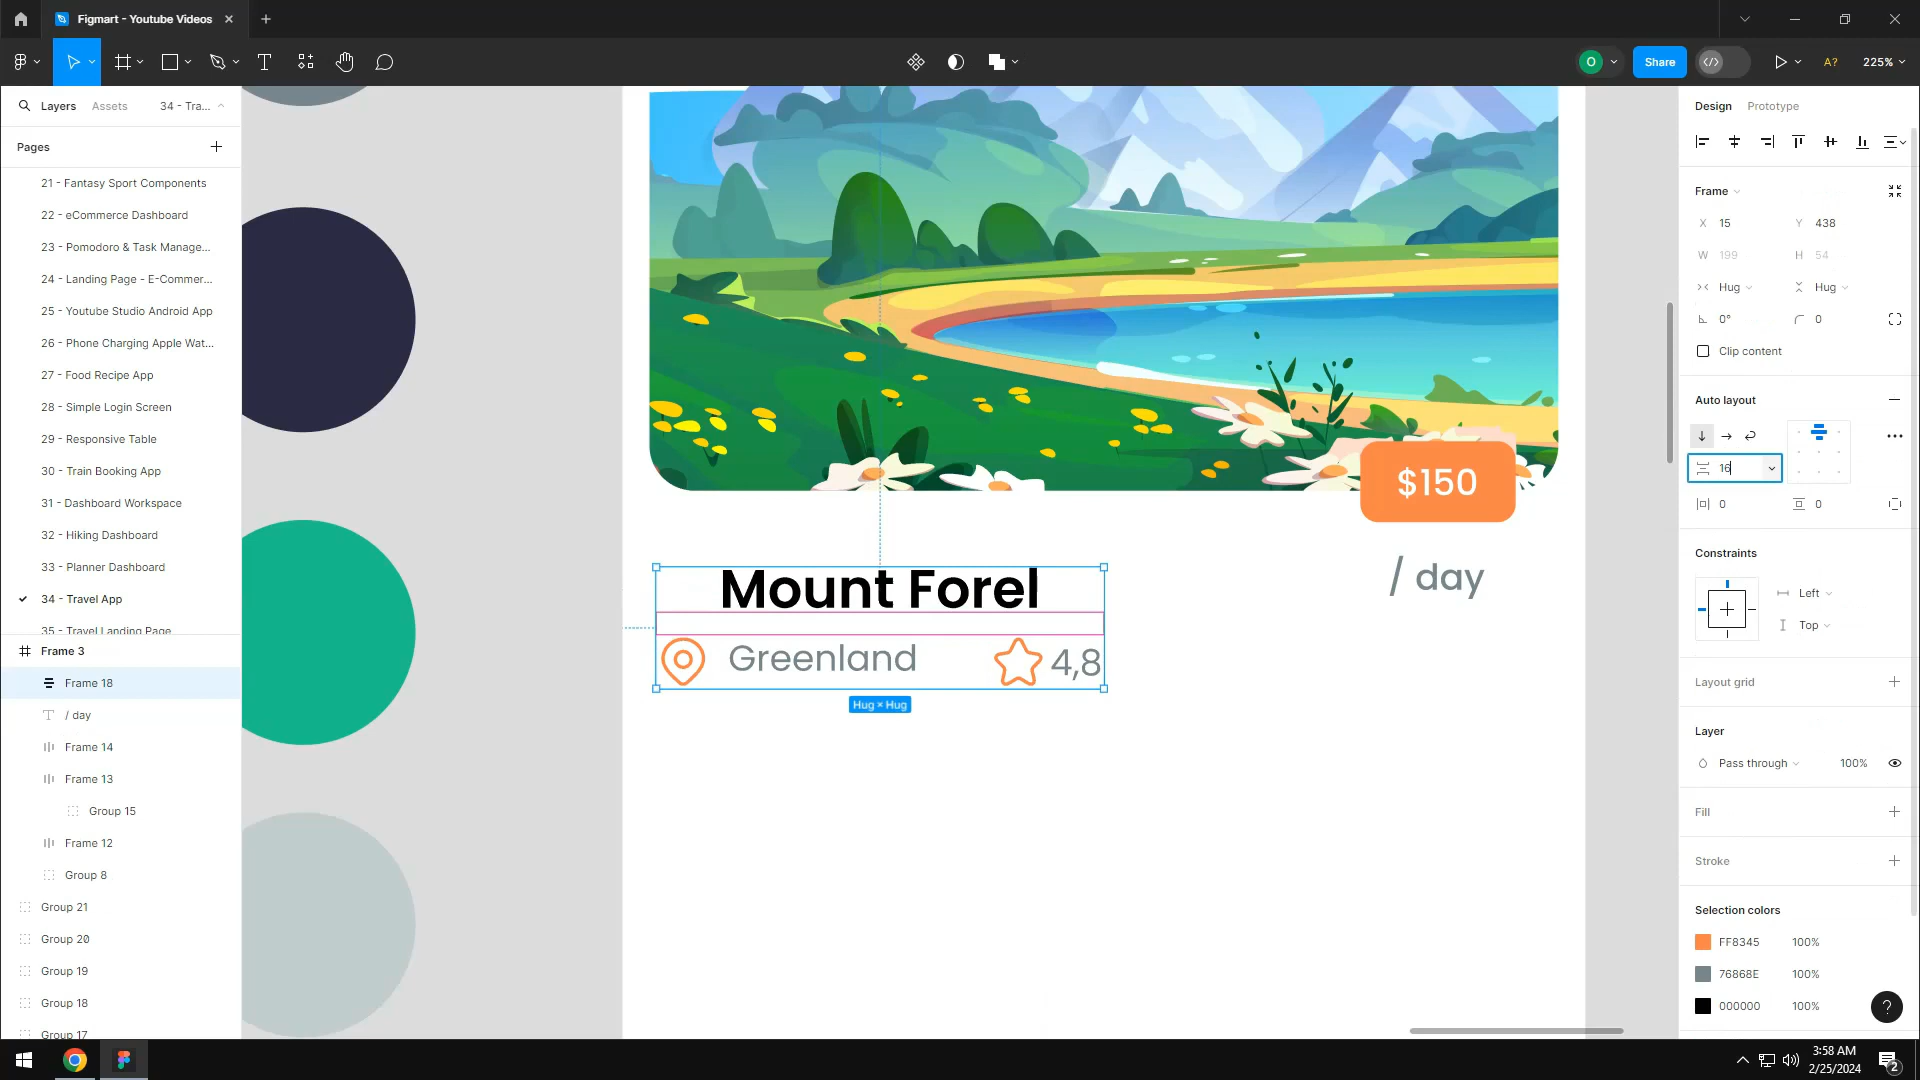 Figmart - Youtube Videos
O
Share
A?
225%
Layers
Assets
34 - Tra...
Pages
21 - Fantasy Sport Components
22 - eCommerce Dashboard
23 - Pomodoro & Task Manage...
24 - Landing Page - E-Commer...
25 - Youtube Studio Android App
26 - Phone Charging Apple Wat...
27 - Food Recipe App
28 - Simple Login Screen
29 - Responsive Table
30 - Train Booking App
31 - Dashboard Workspace
32 - Hiking Dashboard
33 - Planner Dashboard
34 - Travel App
35 - Travel Landing Page
Frame 3
Frame 18
/ day
Frame 14
Frame 13
Group 15
Frame 12
Group 8
Group 21
Group 20
Group 19
Group 18
Group 17
$150
/ day
Mount Forel
Greenland
4,8
Hug × Hug
Design
Prototype
Frame
X 15
Y 438
W 199
H 54
Hug
Hug
0°
0
Clip content
Auto layout
16
0
0
Constraints
Left
Top
Layout grid
Layer
Pass through
100%
Fill
Stroke
Selection colors
FF8345 100%
76868E 100%
000000 100%
?
3:58 AM
2/25/2024
2